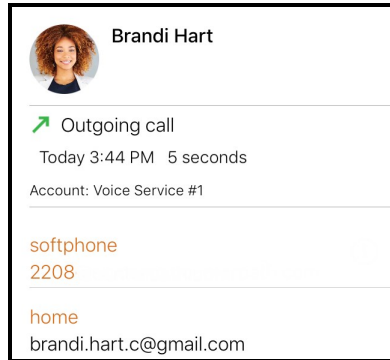 Brandi Hart
Outgoing call
Today 3:44 PM 5 seconds
Account: Voice Service #1
softphone
2208
home
brandi.hart.c@gmail.com